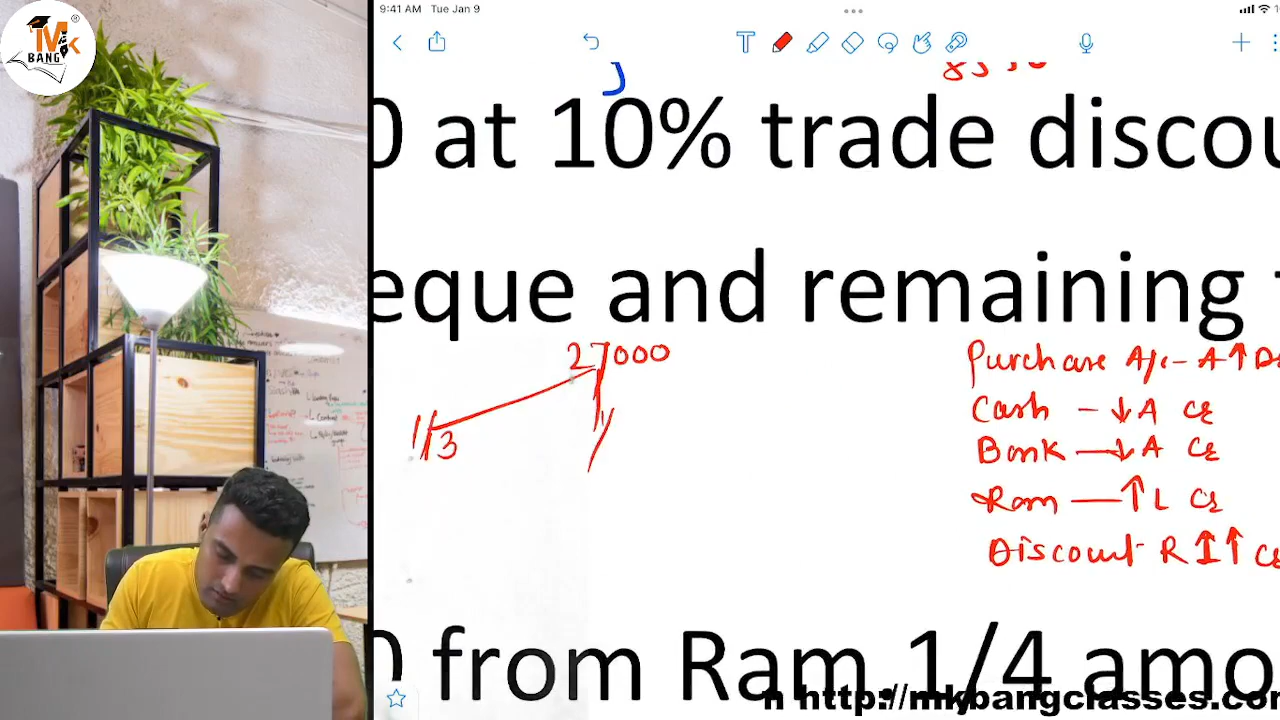 9:41 AM Tue Jan 9
MK
BANG
T
0 at 10% trade discou
eque and remaining
27000
1/3
Purchase A/c - A ↑ D
Cash - ↓ A Cr
Bank — ↓ A Cr
Ram — ↑ L Cr
Discount - R I ↑ C
0 from Ram 1/4 amo
n http://mkbangclasses.com